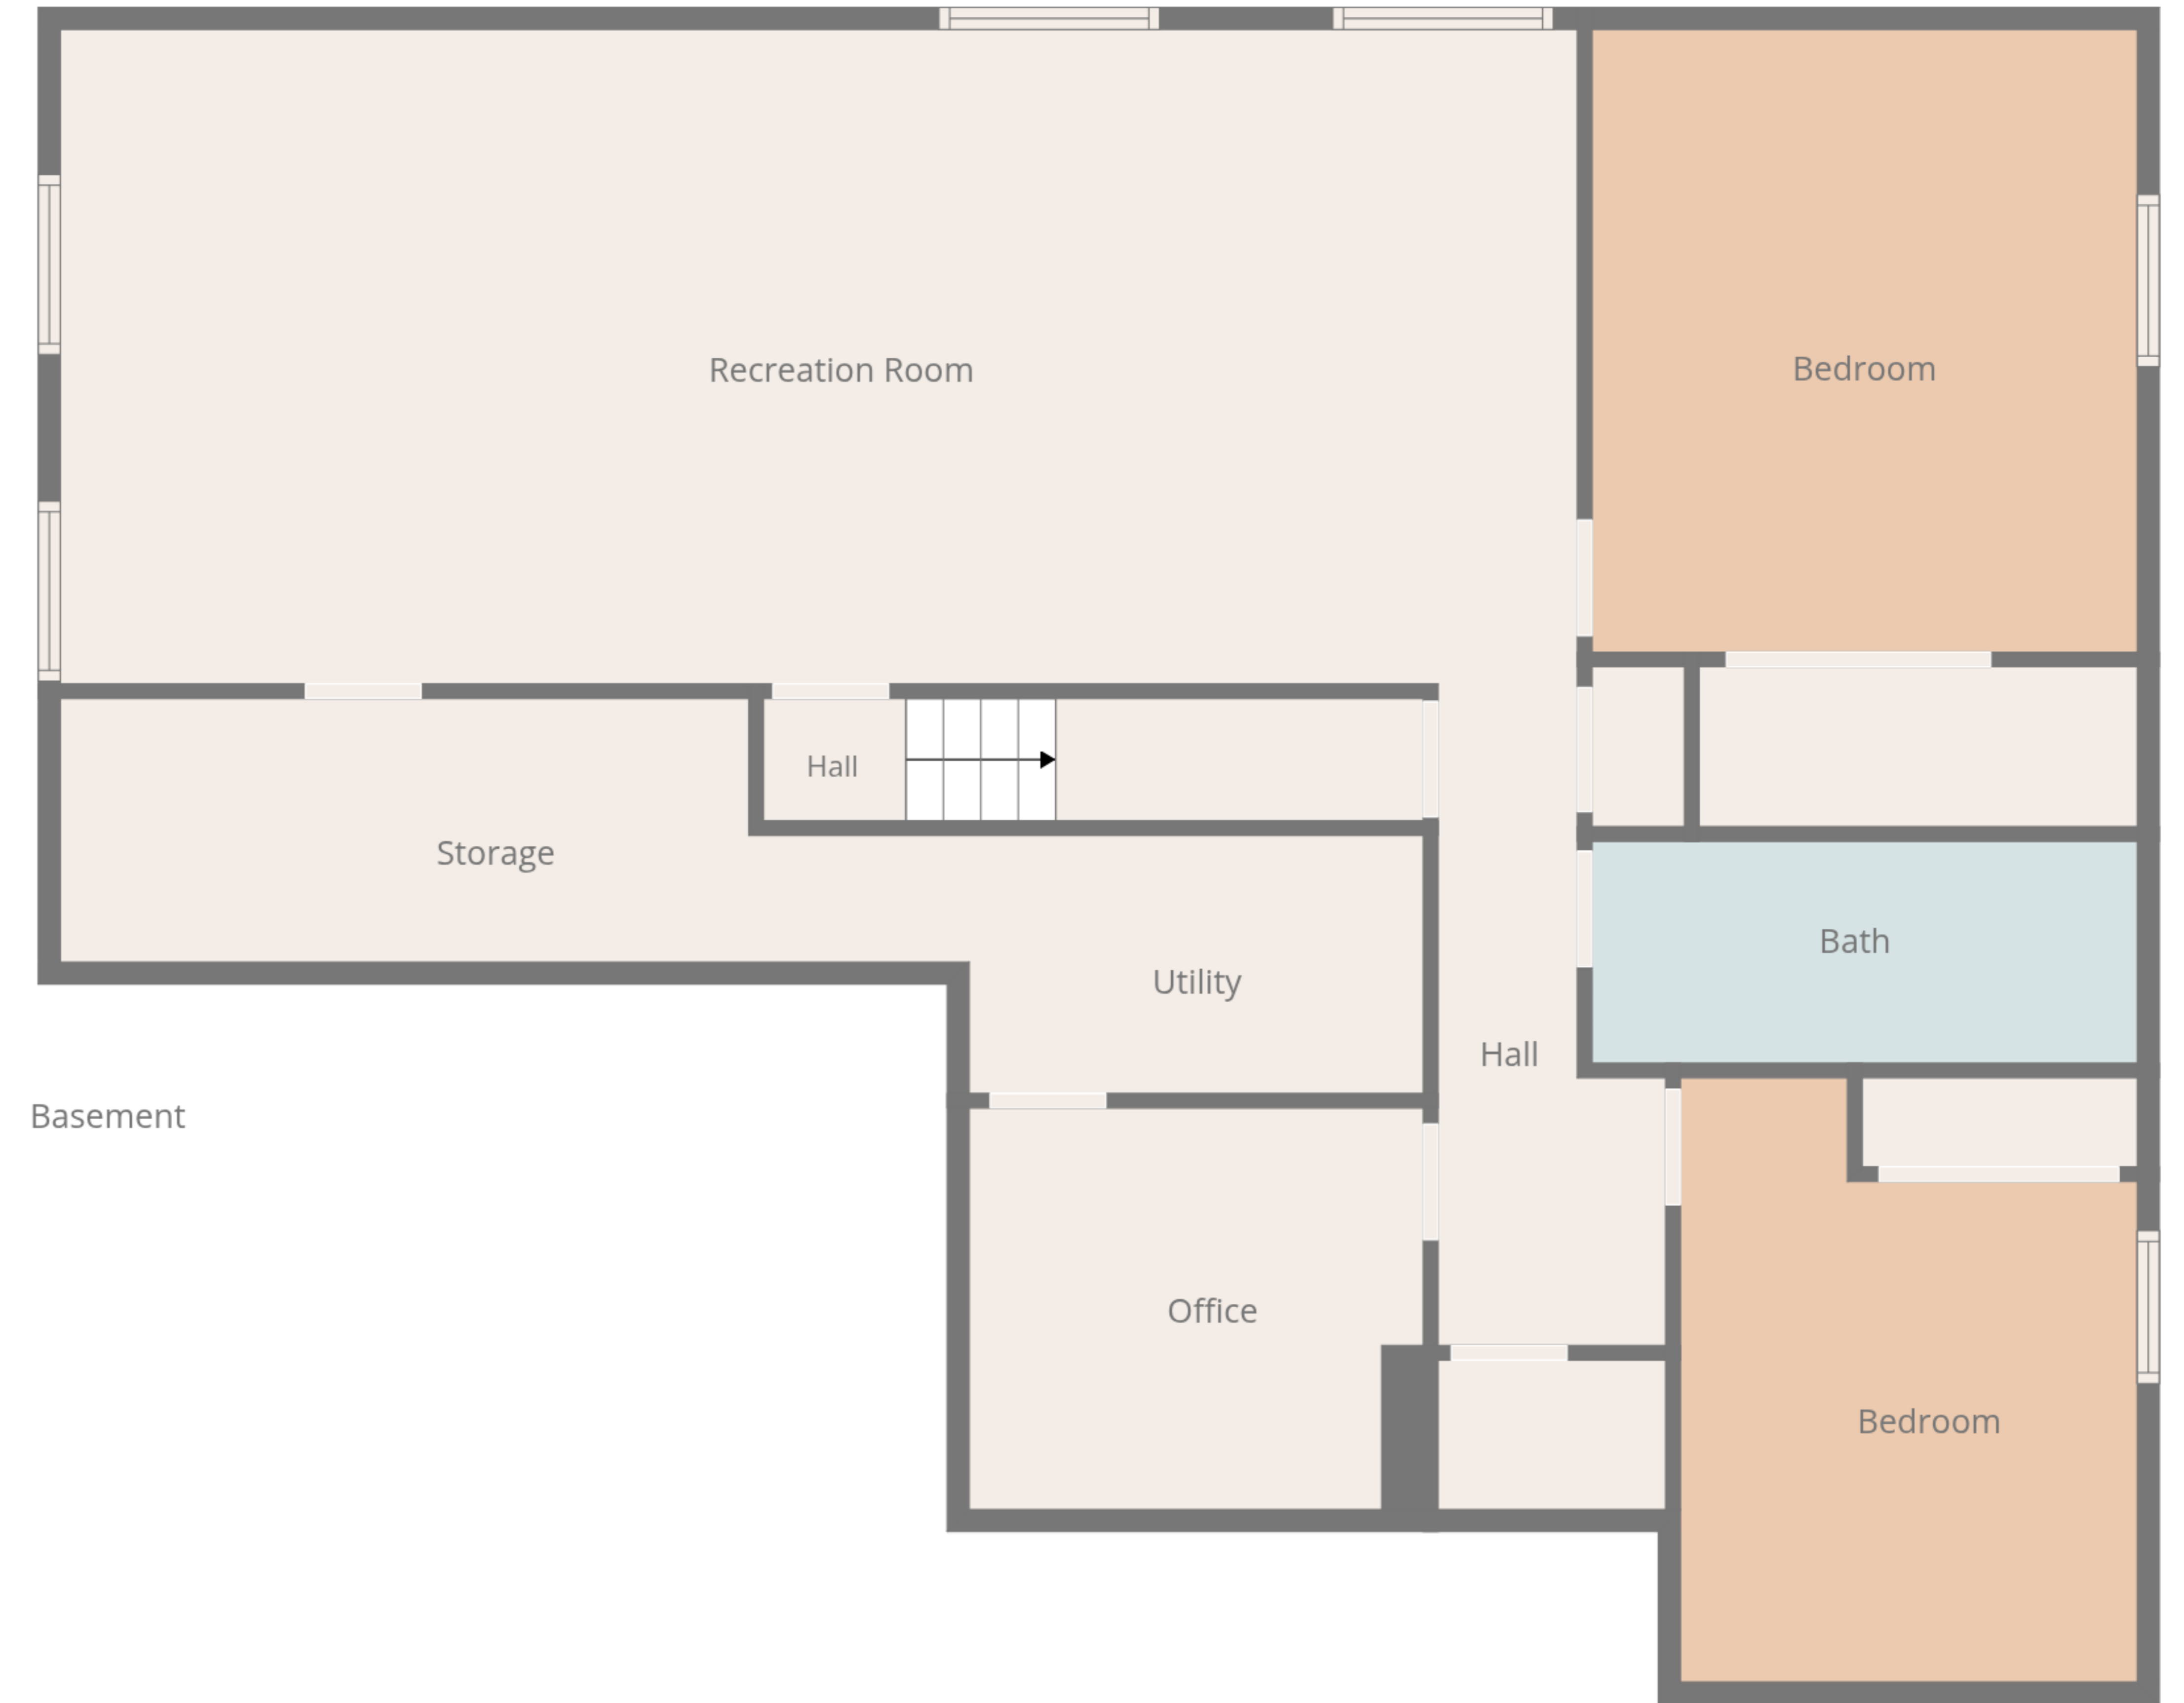 Recreation Room
Bedroom
Hall
Storage
Bath
Utility
Hall
Basement
Office
Bedroom